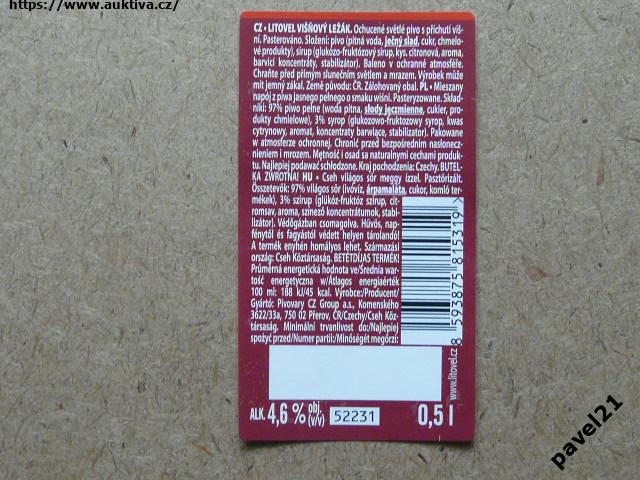 https://www.auktiva.cz/
CZ • LITOVEL VIŠŇOVÝ LEŽÁK. Ochucené světlé pivo s příchutí viš-
ní. Pasterováno. Složení: pivo (pitná voda, ječný slad, cukr, chmelo-
vé produkty), sirup (glukózo-fruktózový sirup, kys. citronová, aroma,
barvicí koncentráty, stabilizátor). Baleno v ochranné atmosféře.
Chraňte před přímým slunečním světlem a mrazem. Výrobek může
mít jemný zákal. Země původu: ČR. Zálohovaný obal. PL • Mieszany
napój z piwa jasnego pełnego o smaku wiśni. Pasteryzowane. Skład-
niki: 97% piwo pełne (woda pitna, słody jęczmienne, cukier, pro-
dukty chmielowe), 3% syrop (glukozowo-fruktozowy syrop, kwas
cytrynowy, aromat, koncentraty barwiące, stabilizator). Pakowane
w atmosferze ochronnej. Chronić przed bezpośrednim nasłonecz-
nieniem i mrozem. Mętność i osad sa naturalnymi cechami produk-
tu. Najlepiej podawać schłodzone. Kraj pochodzenia: Czechy. BUTEL-
KA ZWROTNA! HU • Cseh világos sör meggy ízzel. Pasztőrizált.
Összetevők: 97% világos sör (ivóvíz, árpamaláta, cukor, komló ter-
mékek), 3% szirup (glükóz-fruktóz szirup, cit-
romsav, aroma, színező koncentrátumok, stabi-
lizátor). Védőgázban csomagolva. Hűvös, nap-
fénytől és fagyástól védett helyen tárolandó!
A termék enyhén homályos lehet. Származási
ország: Cseh Köztársaság. BETÉTDÍJAS TERMÉK!
Průměrná energetická hodnota ve/Średnia war-
tość energetyczna w/Átlagos energiaérték
100 ml: 188 kJ/45 kcal. Výrobce:/Producent/
Gyártó: Pivovary CZ Group a.s., Komenského
3622/33a, 750 02 Přerov, ČR/Czechy/Cseh Köz-
társaság. Minimální trvanlivost do:/Najlepiej
spożyć przed/Numer partii:/Minőségét megőrzi:
8 593875 815319 >
www.litovel.cz
ALK. 4,6 % obj. (v/v)
52231
0,5 l
pavel21